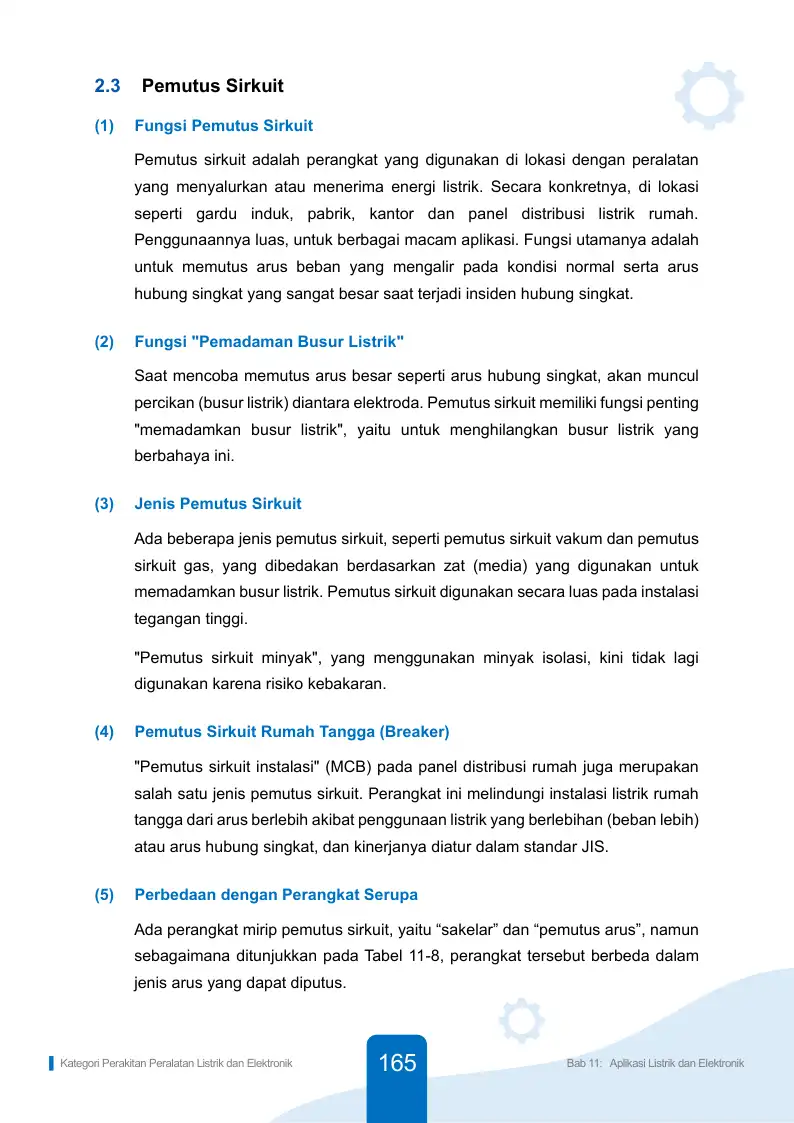 2.3 Pemutus Sirkuit
(1) Fungsi Pemutus Sirkuit
Pemutus sirkuit adalah perangkat yang digunakan di lokasi dengan peralatan
yang menyalurkan atau menerima energi listrik. Secara konkretnya, di lokasi
seperti gardu induk, pabrik, kantor dan panel distribusi listrik rumah.
Penggunaannya luas, untuk berbagai macam aplikasi. Fungsi utamanya adalah
untuk memutus arus beban yang mengalir pada kondisi normal serta arus
hubung singkat yang sangat besar saat terjadi insiden hubung singkat.
(2) Fungsi "Pemadaman Busur Listrik"
Saat mencoba memutus arus besar seperti arus hubung singkat, akan muncul
percikan (busur listrik) diantara elektroda. Pemutus sirkuit memiliki fungsi penting
"memadamkan busur listrik", yaitu untuk menghilangkan busur listrik yang
berbahaya ini.
(3) Jenis Pemutus Sirkuit
Ada beberapa jenis pemutus sirkuit, seperti pemutus sirkuit vakum dan pemutus
sirkuit gas, yang dibedakan berdasarkan zat (media) yang digunakan untuk
memadamkan busur listrik. Pemutus sirkuit digunakan secara luas pada instalasi
tegangan tinggi.
"Pemutus sirkuit minyak", yang menggunakan minyak isolasi, kini tidak lagi
digunakan karena risiko kebakaran.
(4) Pemutus Sirkuit Rumah Tangga (Breaker)
"Pemutus sirkuit instalasi" (MCB) pada panel distribusi rumah juga merupakan
salah satu jenis pemutus sirkuit. Perangkat ini melindungi instalasi listrik rumah
tangga dari arus berlebih akibat penggunaan listrik yang berlebihan (beban lebih)
atau arus hubung singkat, dan kinerjanya diatur dalam standar JIS.
(5) Perbedaan dengan Perangkat Serupa
Ada perangkat mirip pemutus sirkuit, yaitu “sakelar” dan “pemutus arus”, namun
sebagaimana ditunjukkan pada Tabel 11-8, perangkat tersebut berbeda dalam
jenis arus yang dapat diputus.
Kategori Perakitan Peralatan Listrik dan Elektronik
165
Bab 11: Aplikasi Listrik dan Elektronik